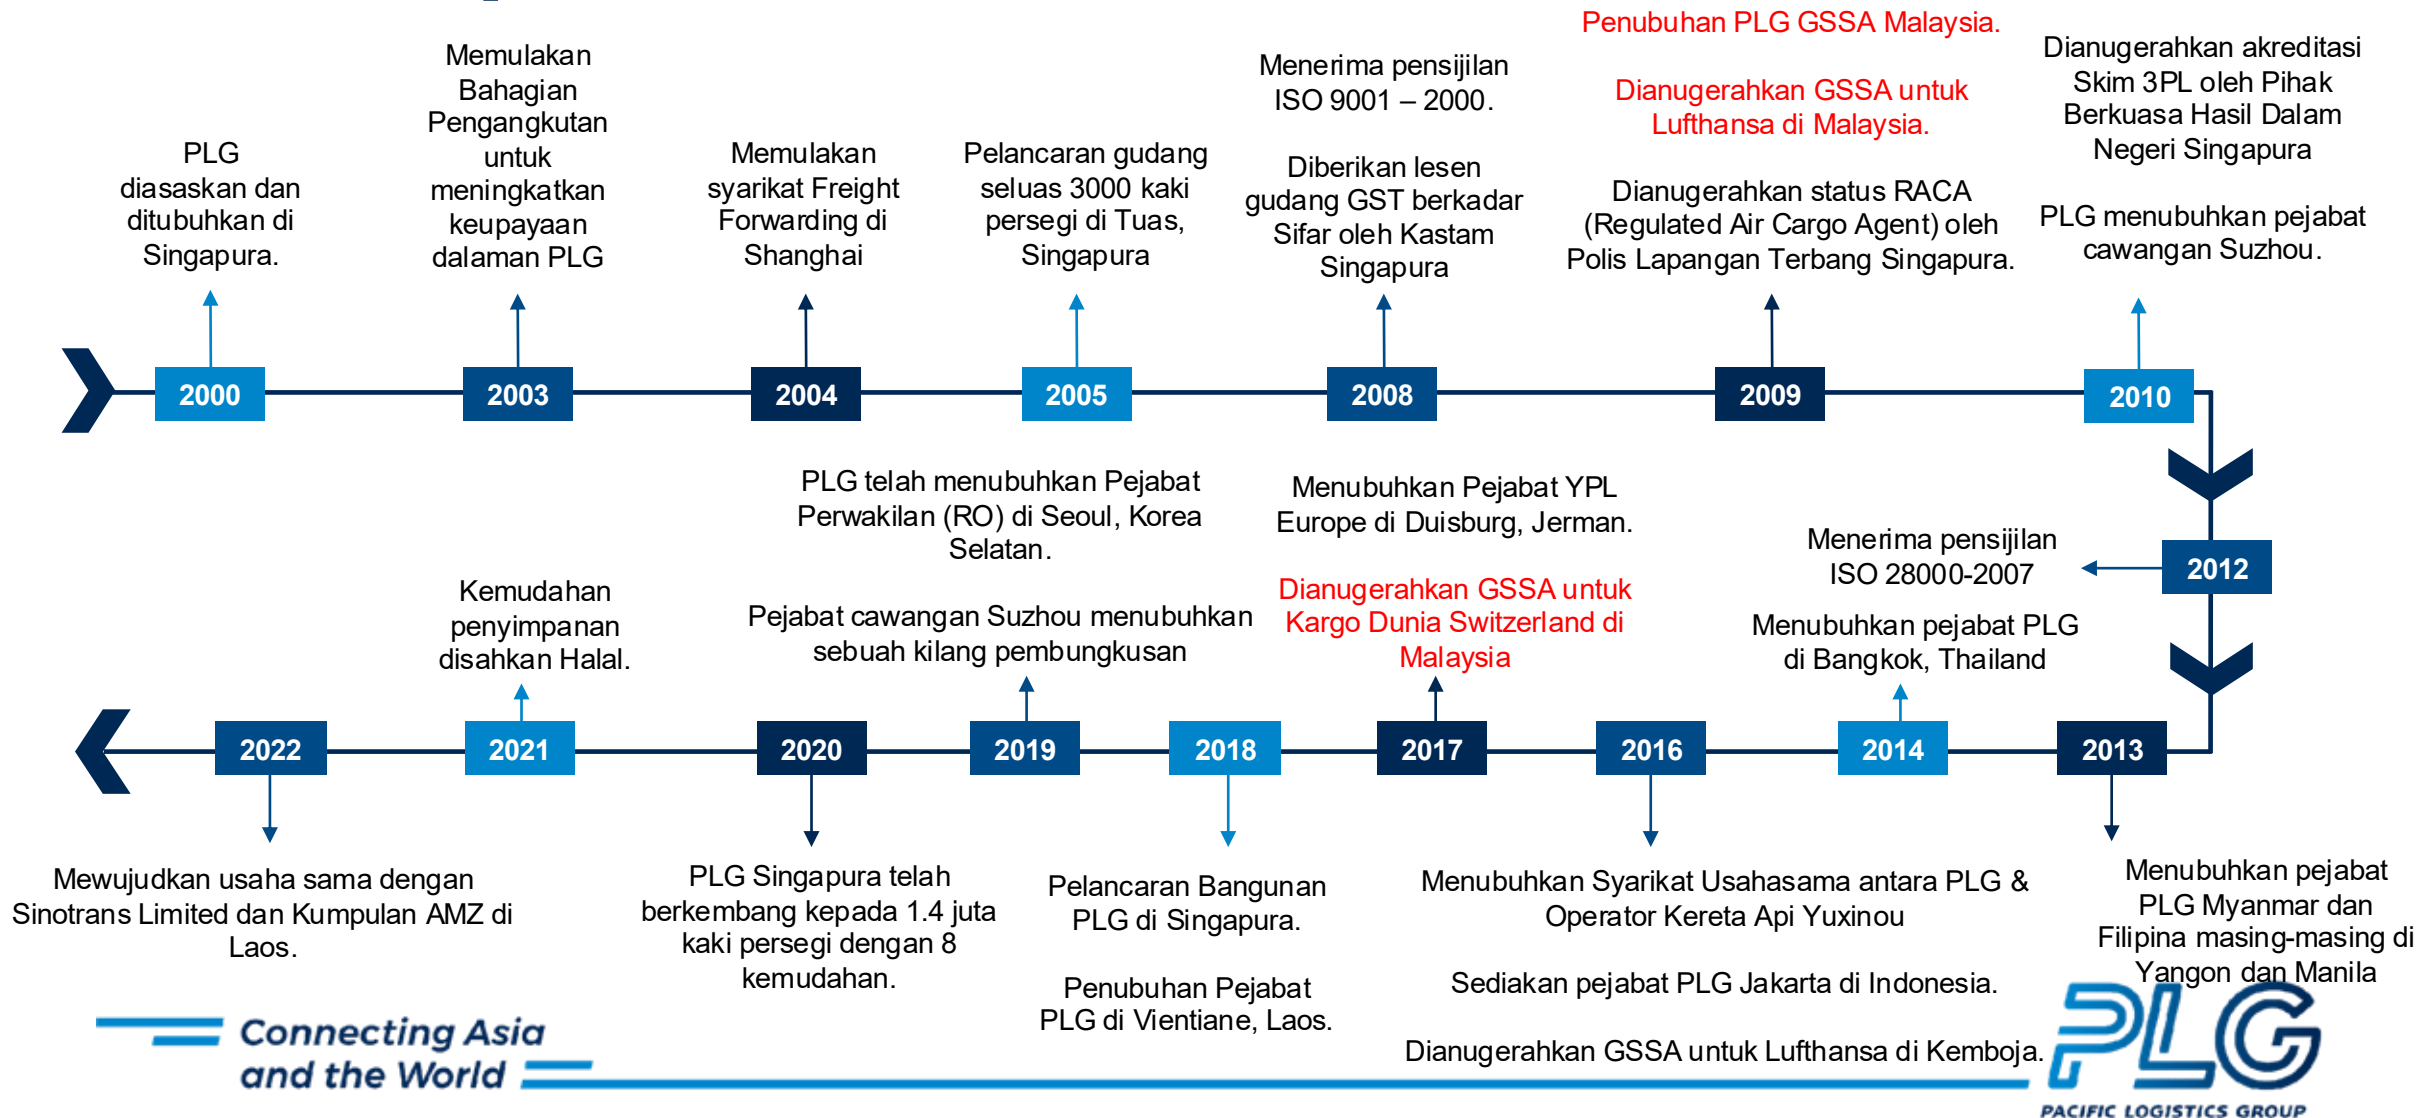 PLG
diasaskan dan
ditubuhkan di
Singapura.
Memulakan
Bahagian
Pengangkutan
untuk
meningkatkan
keupayaan
dalaman PLG
Memulakan
syarikat Freight
Forwarding di
Shanghai
Pelancaran gudang
seluas 3000 kaki
persegi di Tuas,
Singapura
Menerima pensijilan
ISO 9001 – 2000.
Diberikan lesen
gudang GST berkadar
Sifar oleh Kastam
Singapura
Penubuhan PLG GSSA Malaysia.
Dianugerahkan GSSA untuk
Lufthansa di Malaysia.
Dianugerahkan status RACA
(Regulated Air Cargo Agent) oleh
Polis Lapangan Terbang Singapura.
Dianugerahkan akreditasi
Skim 3PL oleh Pihak
Berkuasa Hasil Dalam
Negeri Singapura
PLG menubuhkan pejabat
cawangan Suzhou.
2000
2003
2004
2005
2008
2009
2010
Menerima pensijilan
ISO 28000-2007
2012
Kemudahan
penyimpanan
disahkan Halal.
PLG telah menubuhkan Pejabat
Perwakilan (RO) di Seoul, Korea
Selatan.
Pejabat cawangan Suzhou menubuhkan
sebuah kilang pembungkusan
Menubuhkan Pejabat YPL
Europe di Duisburg, Jerman.
Dianugerahkan GSSA untuk
Kargo Dunia Switzerland di
Malaysia
Menubuhkan pejabat PLG
di Bangkok, Thailand
2022
2021
2020
2019
2018
2017
2016
2014
2013
Mewujudkan usaha sama dengan
Sinotrans Limited dan Kumpulan AMZ di
Laos.
PLG Singapura telah
berkembang kepada 1.4 juta
kaki persegi dengan 8
kemudahan.
Pelancaran Bangunan
PLG di Singapura.
Penubuhan Pejabat
PLG di Vientiane, Laos.
Menubuhkan Syarikat Usahasama antara PLG &
Operator Kereta Api Yuxinou
Sediakan pejabat PLG Jakarta di Indonesia.
Dianugerahkan GSSA untuk Lufthansa di Kemboja.
Menubuhkan pejabat
PLG Myanmar dan
Filipina masing-masing di
Yangon dan Manila
Connecting Asia
and the World
PLG
PACIFIC LOGISTICS GROUP